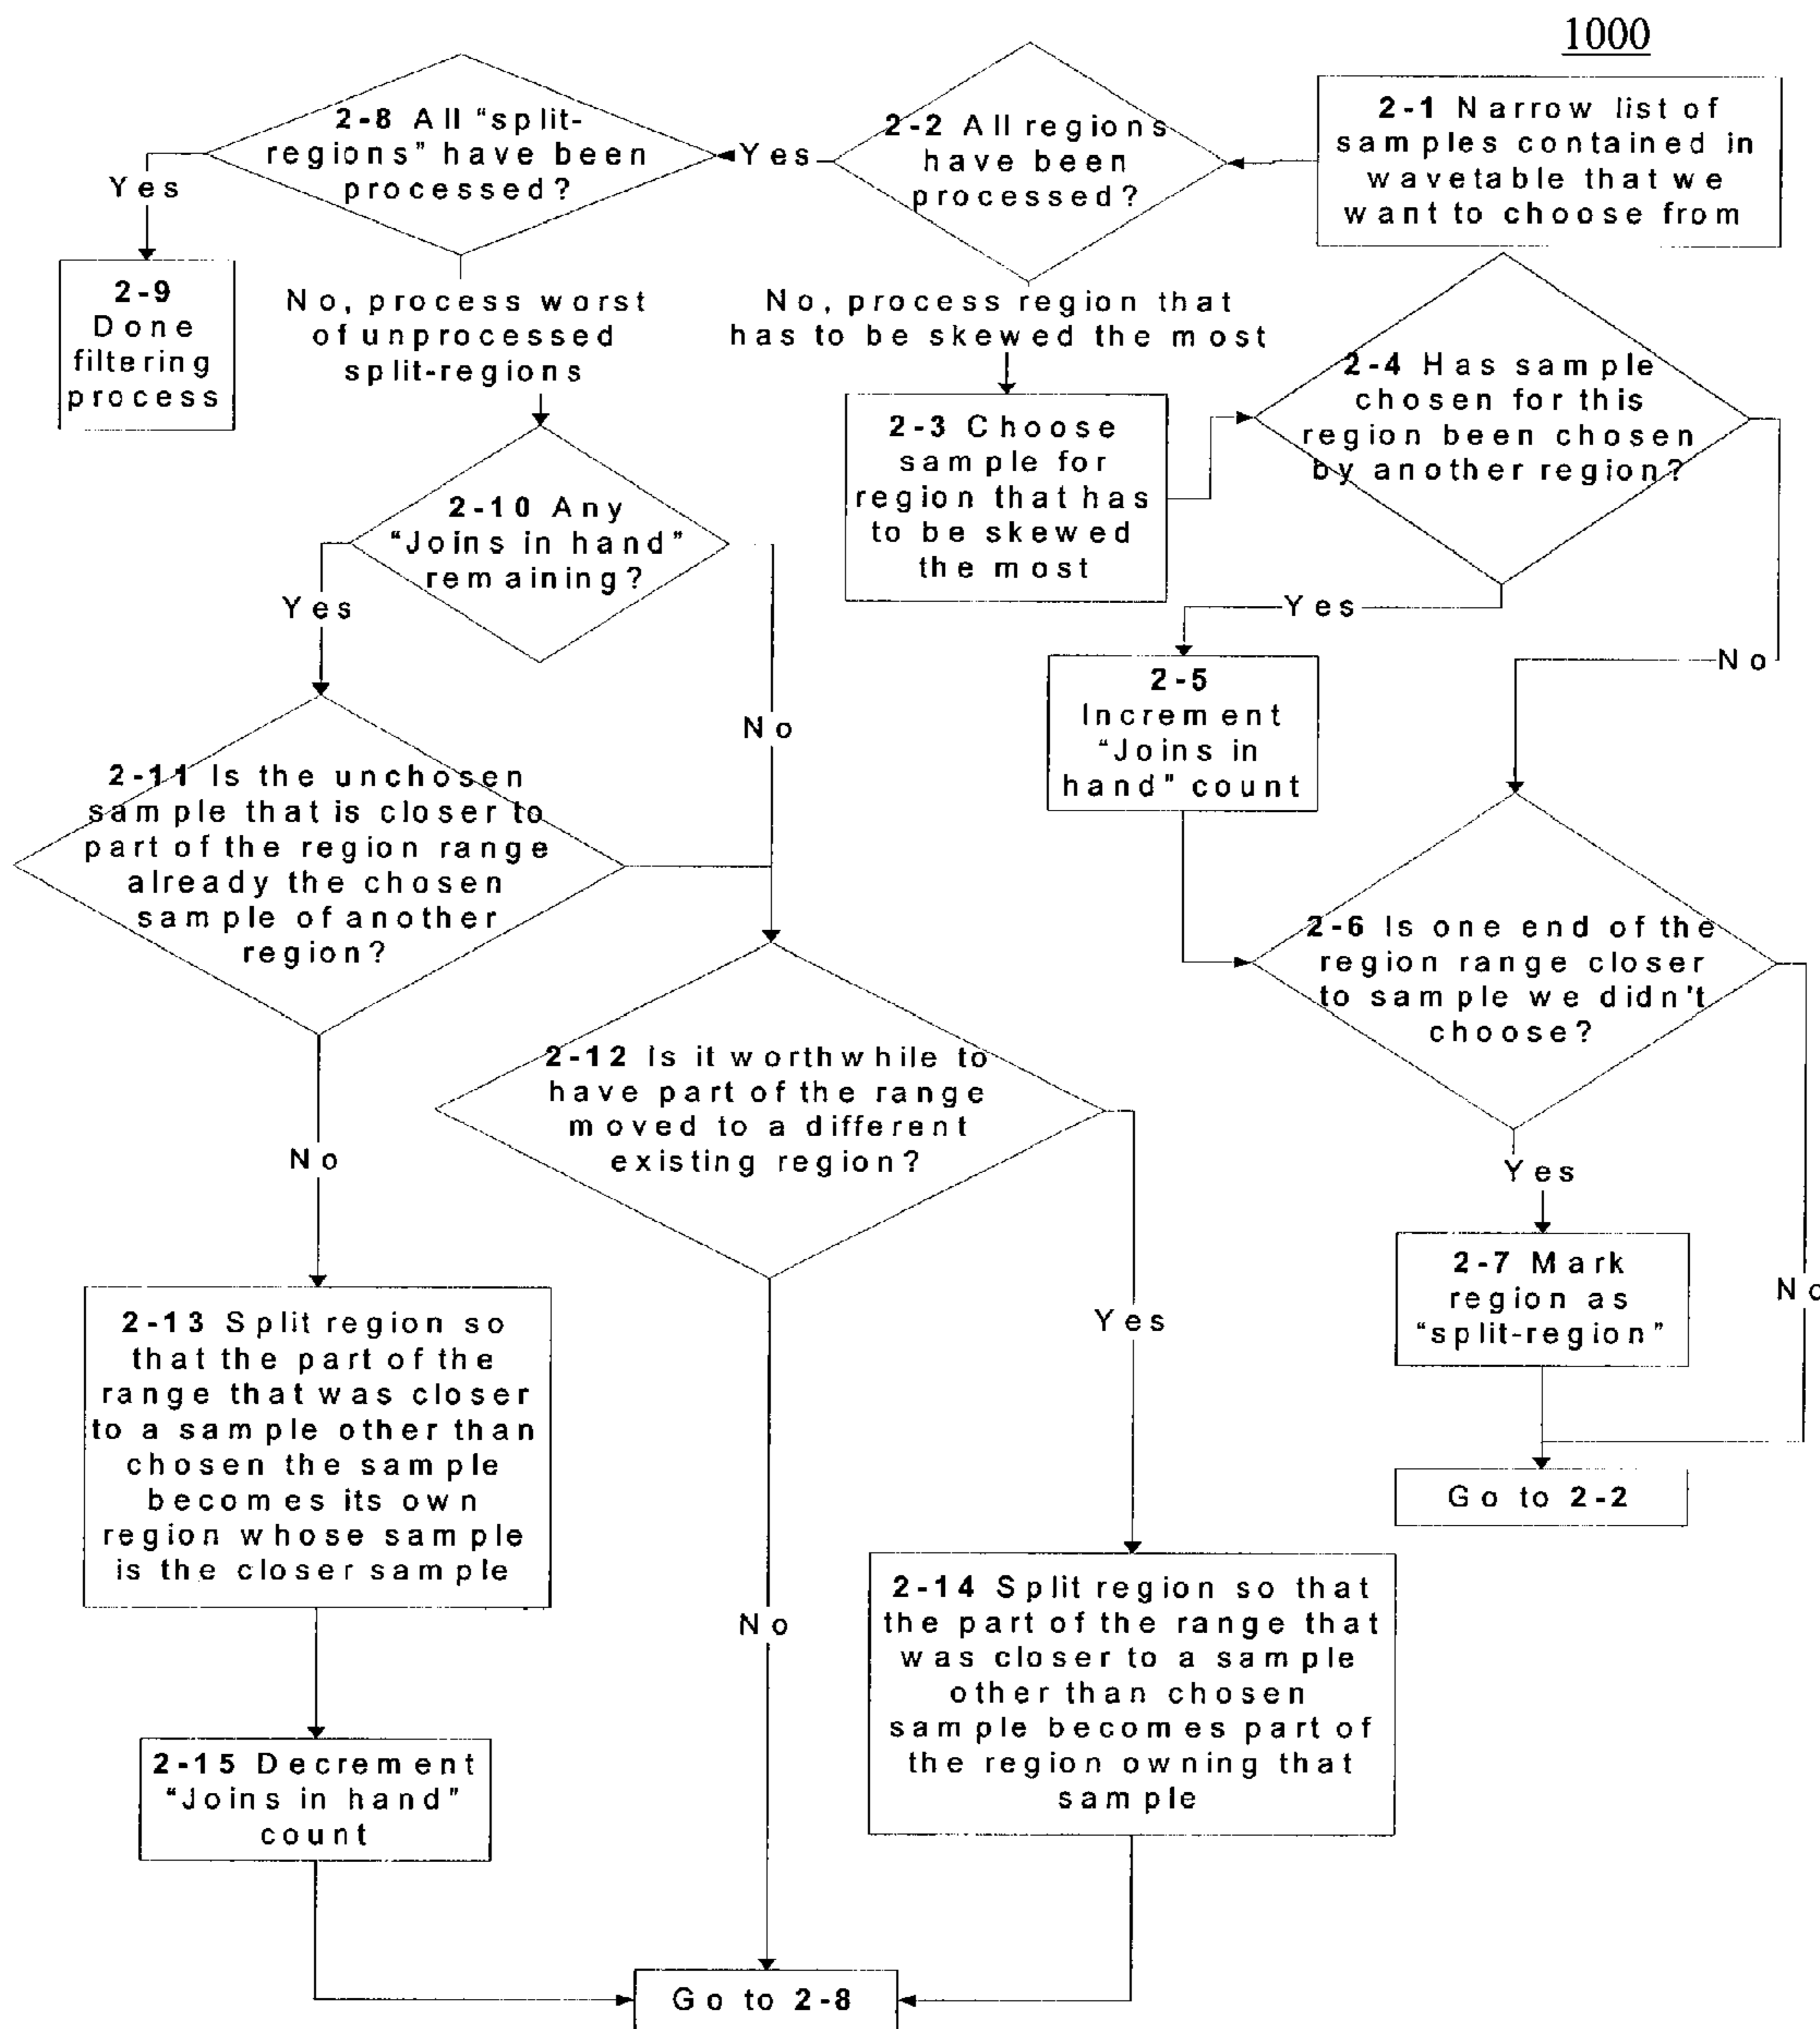 1000
2-1 Narrow list of
samples contained in
wavetable that we
want to choose from
2-2 All regions
have been
processed?
Yes
2-8 All "split-
regions" have been
processed?
Yes
2-9
Done
filtering
process
No, process worst
of unprocessed
split-regions
No, process region that
has to be skewed the most
2-3 Choose
sample for
region that has
to be skewed
the most
2-4 Has sample
chosen for this
region been chosen
by another region?
Yes
No
2-5
Increment
"Joins in
hand" count
2-6 Is one end of the
region range closer
to sample we didn't
choose?
Yes
No
2-7 Mark
region as
"split-region"
Go to 2-2
2-10 Any
"Joins in hand"
remaining?
Yes
No
2-11 Is the unchosen
sample that is closer to
part of the region range
already the chosen
sample of another
region?
No
2-12 Is it worthwhile to
have part of the range
moved to a different
existing region?
Yes
No
2-13 Split region so
that the part of the
range that was closer
to a sample other than
chosen the sample
becomes its own
region whose sample
is the closer sample
2-14 Split region so that
the part of the range that
was closer to a sample
other than chosen
sample becomes part of
the region owning that
sample
2-15 Decrement
"Joins in hand"
count
Go to 2-8